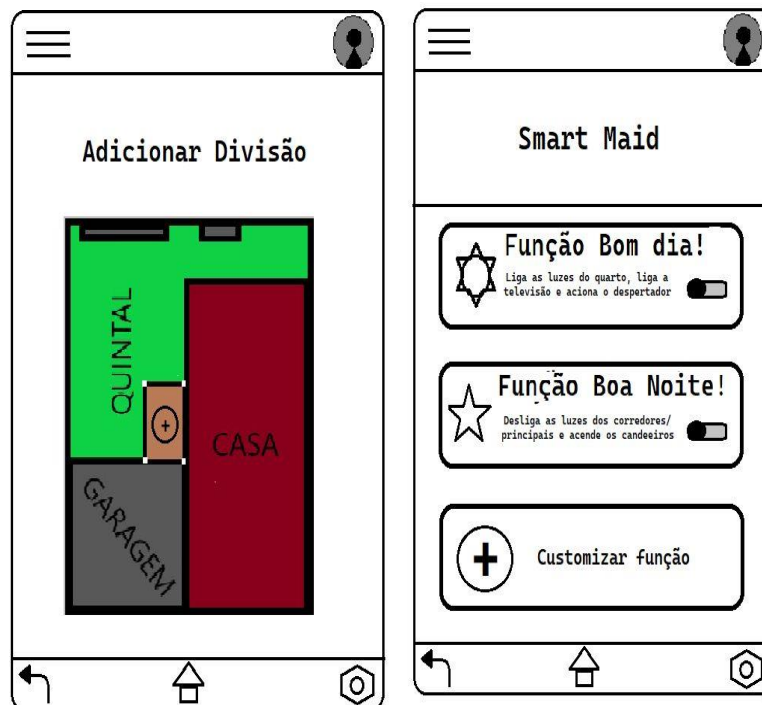 Adicionar Divisão
QUINTAL
CASA
GARAGEM
Smart Maid
Função Bom dia!
Liga as luzes do quarto, liga a
televisão e aciona o despertador
Função Boa Noite!
Desliga as luzes dos corredores/
principais e acende os candeeiros
Customizar função